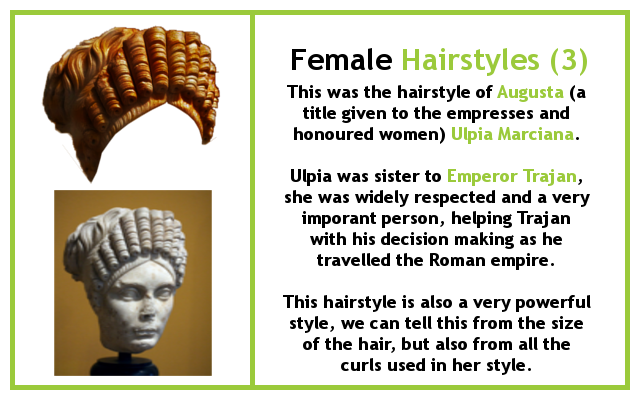 Female Hairstyles (3)
This was the hairstyle of Augusta (a
title given to the empresses and
honoured women) Ulpia Marciana.
Ulpia was sister to Emperor Trajan,
she was widely respected and a very
imporant person, helping Trajan
with his decision making as he
travelled the Roman empire.
This hairstyle is also a very powerful
style, we can tell this from the size
of the hair, but also from all the
curls used in her style.